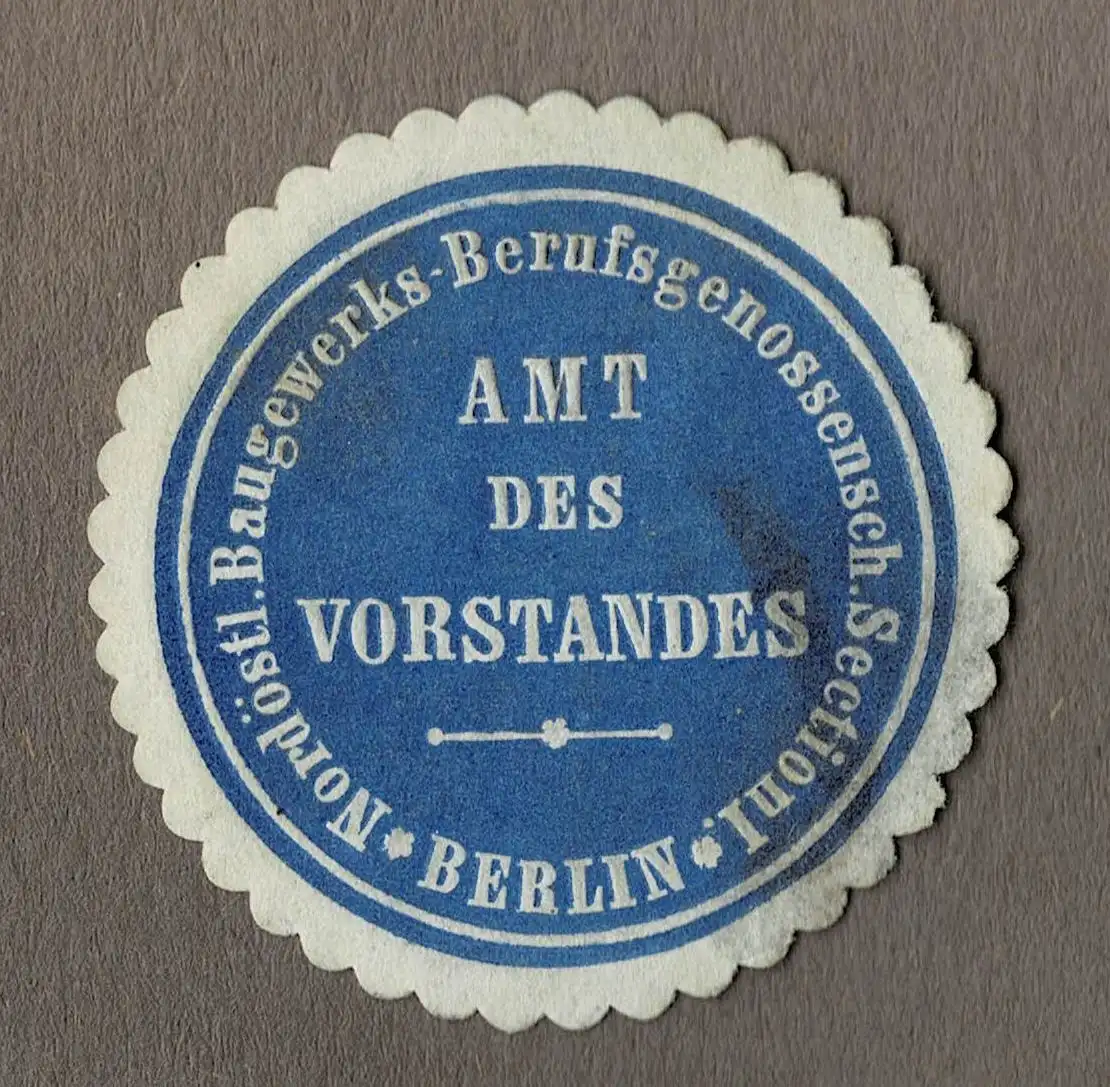 Nordöstl. Baugewerks-Berufsgenossensch. Section I.
AMT
DES
VORSTANDES
BERLIN